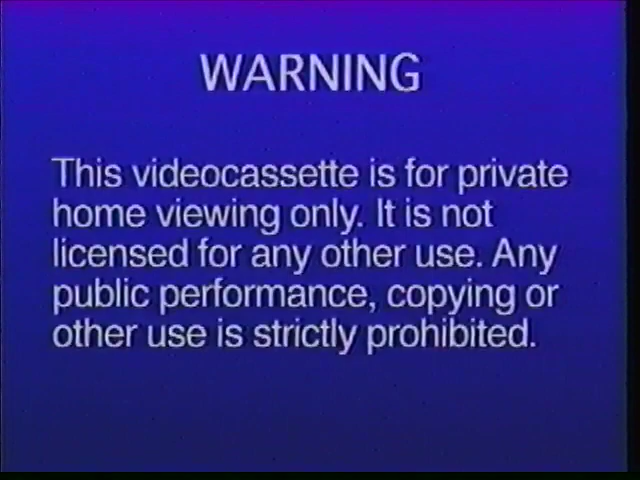 WARNING
This videocassette is for private
home viewing only. It is not
licensed for any other use. Any
public performance, copying or
other use is strictly prohibited.